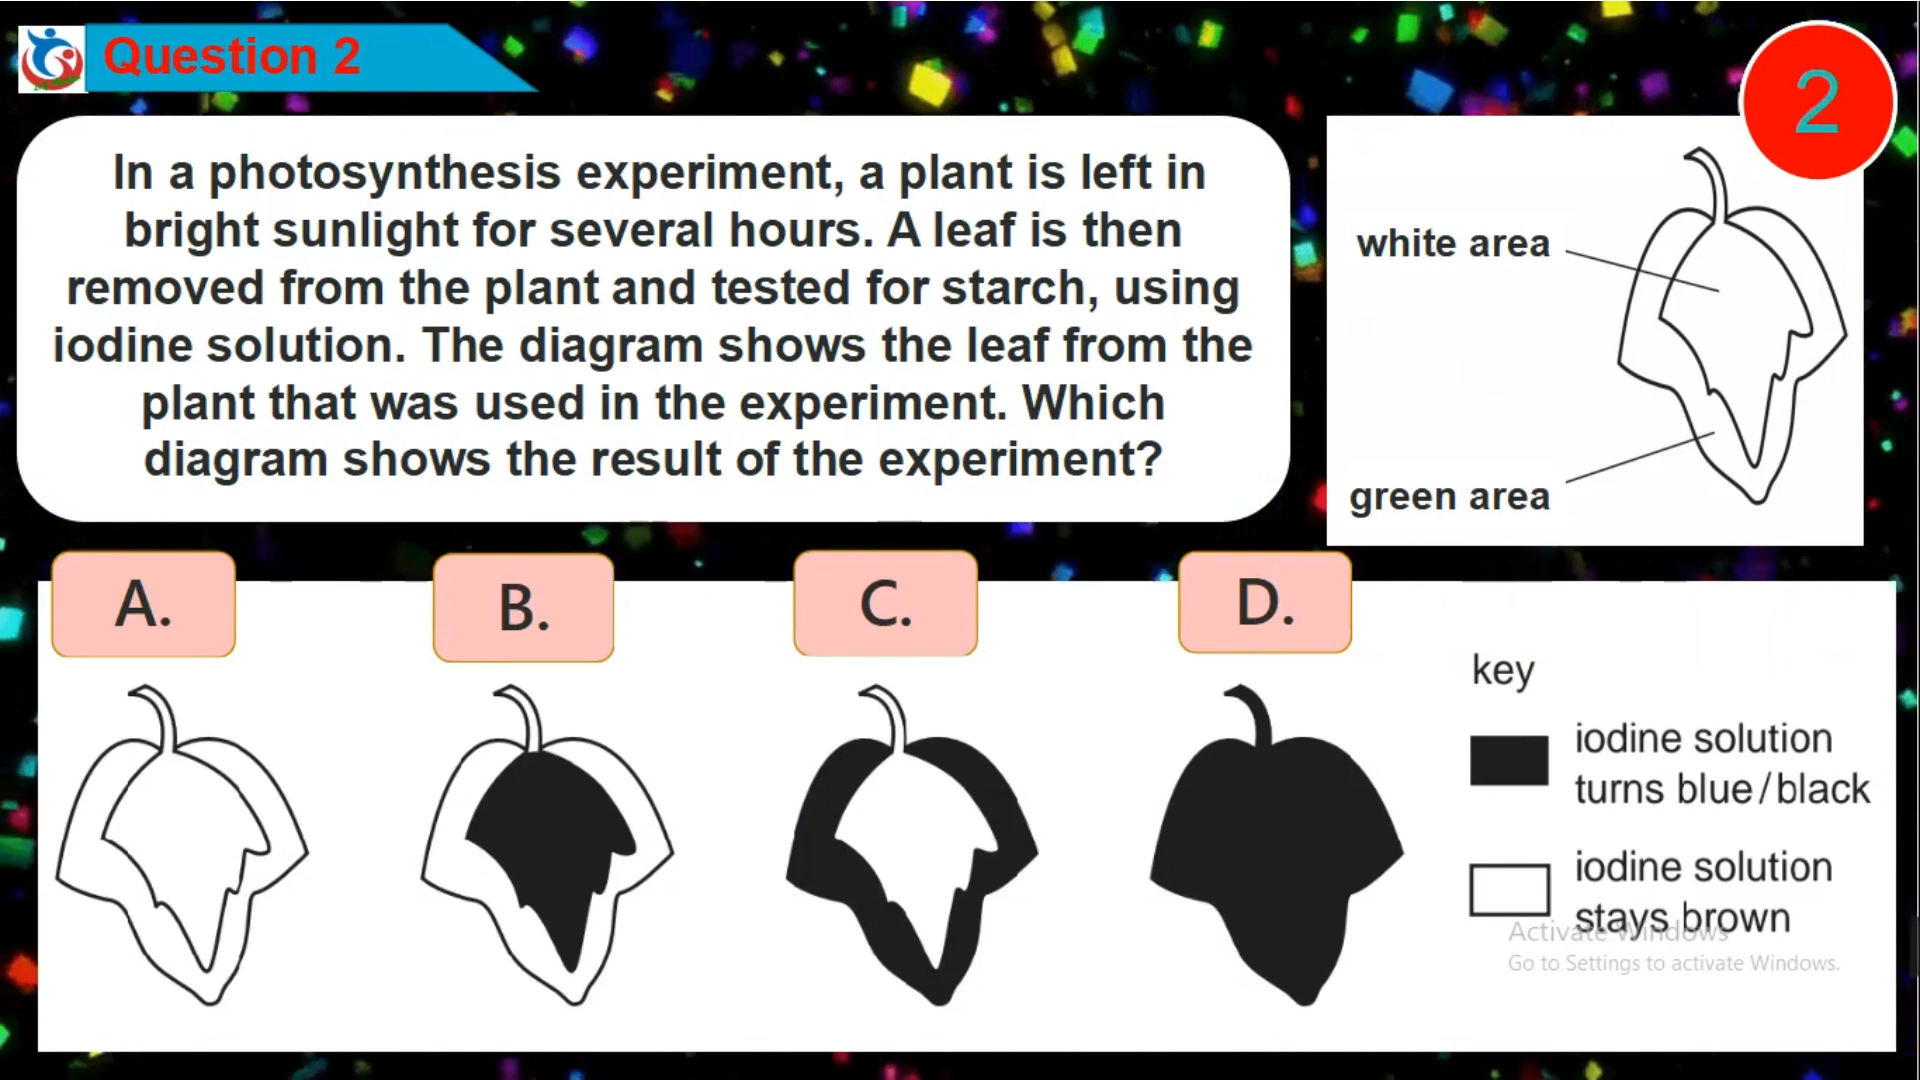 Question 2
2
In a photosynthesis experiment, a plant is left in
bright sunlight for several hours. A leaf is then
removed from the plant and tested for starch, using
iodine solution. The diagram shows the leaf from the
plant that was used in the experiment. Which
diagram shows the result of the experiment?
white area
green area
A.
B.
C.
D.
key
iodine solution
turns blue/black
iodine solution
stays brown
Activate Windows
Go to Settings to activate Windows.